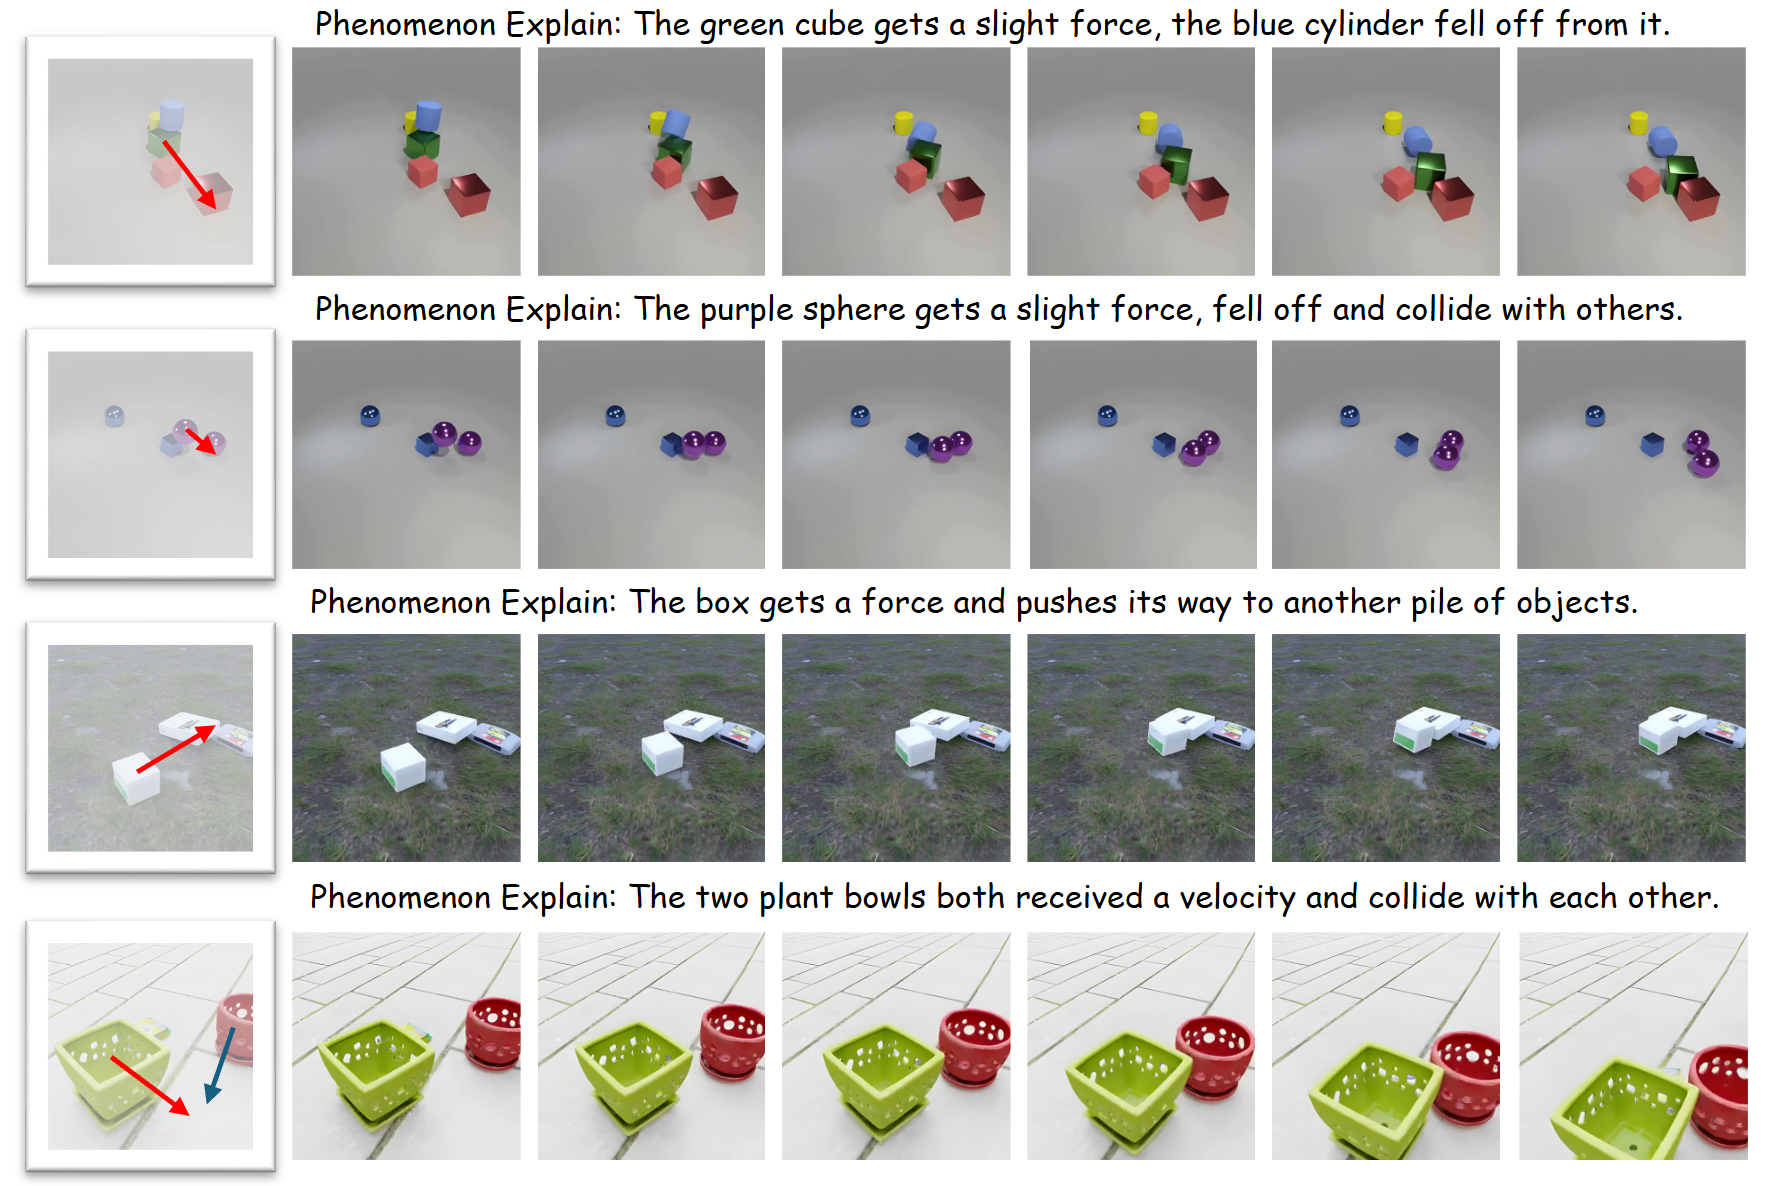 Phenomenon Explain: The green cube gets a slight force, the blue cylinder fell off from it.
Phenomenon Explain: The purple sphere gets a slight force, fell off and collide with others.
Phenomenon Explain: The box gets a force and pushes its way to another pile of objects.
Phenomenon Explain: The two plant bowls both received a velocity and collide with each other.